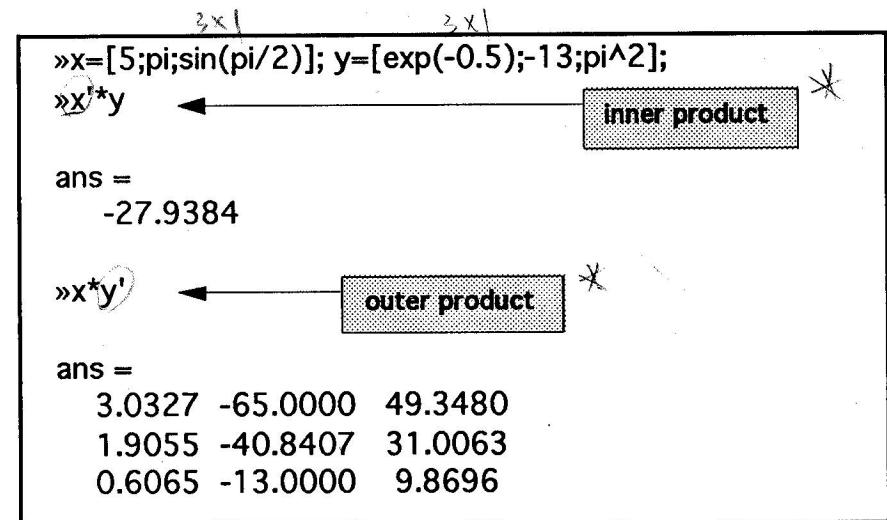 3x1 3x1
»x=[5;pi;sin(pi/2)]; y=[exp(-0.5);-13;pi^2];
»x'*y inner product *
ans =
-27.9384
»x*y' outer product *
ans =
3.0327 -65.0000 49.3480
1.9055 -40.8407 31.0063
0.6065 -13.0000 9.8696